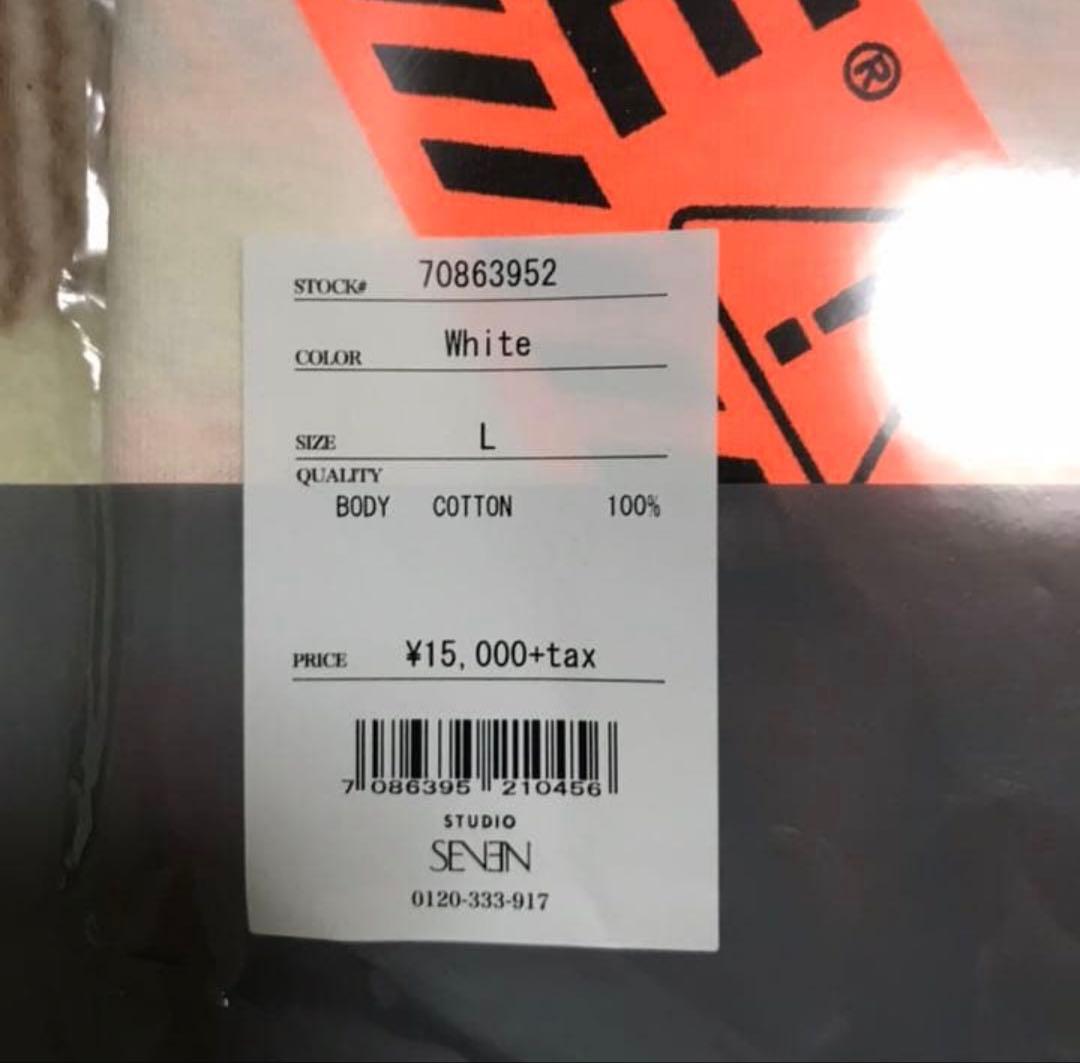 ®
STOCK# 70863952
COLOR White
SIZE L
QUALITY
BODY COTTON 100%
PRICE ¥15,000+tax
7 086395 210456
STUDIO
SEVEN
0120-333-917